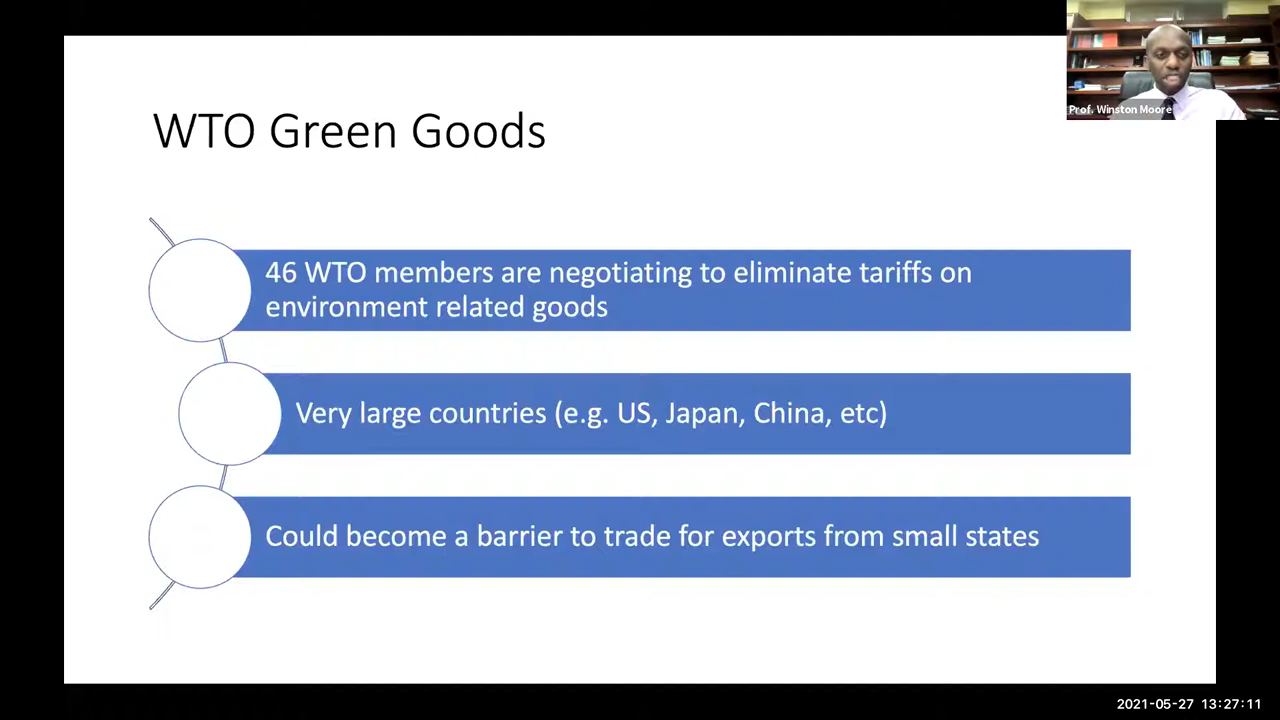 Prof. Winston Moore
WTO Green Goods
46 WTO members are negotiating to eliminate tariffs on
environment related goods
Very large countries (e.g. US, Japan, China, etc)
Could become a barrier to trade for exports from small states
2021-05-27 13:27:11